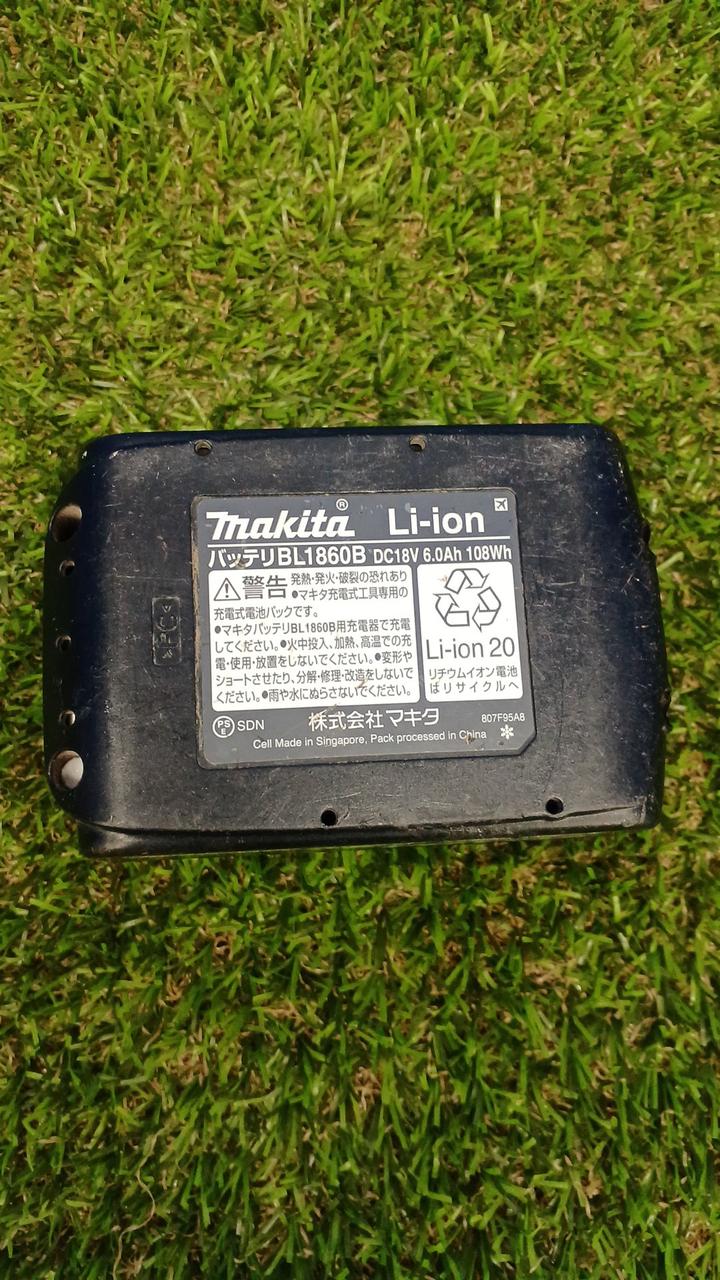 makita® Li-ion
バッテリBL1860B DC18V 6.0Ah 108Wh
警告 発熱・発火・破裂の恐れあり
●マキタ充電式工具専用の
充電式電池パックです。
●マキタバッテリBL1860B用充電器で充電
してください。●火中投入、加熱、高温での充
電・使用・放置をしないでください。●変形や
ショートさせたり、分解・修理・改造をしないで
ください。●雨や水にぬらさないでください。
Li-ion 20
リチウムイオン電池
はリサイクルへ
PSE SDN 株式会社マキタ 807F95A8
Cell Made in Singapore, Pack processed in China